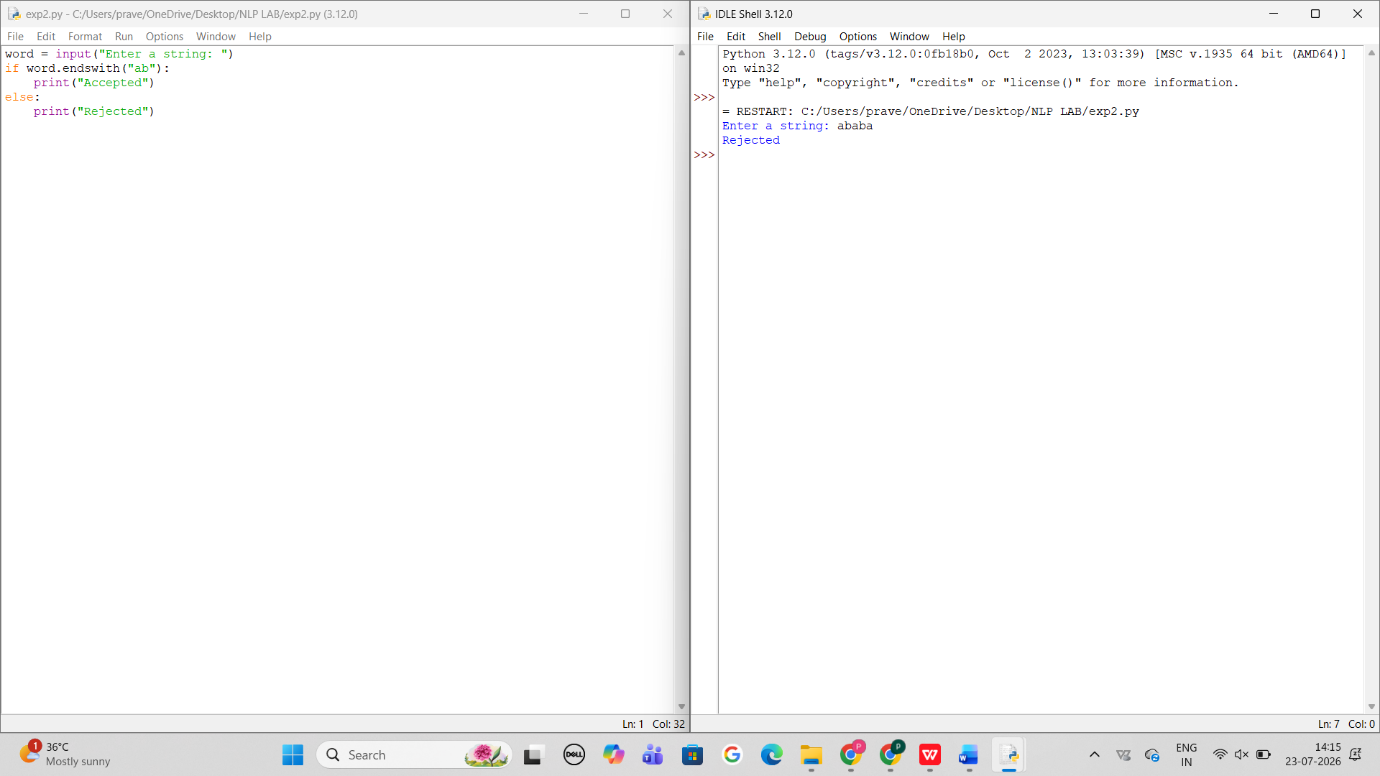 exp2.py - C:/Users/prave/OneDrive/Desktop/NLP LAB/exp2.py (3.12.0)
File Edit Format Run Options Window Help
word = input("Enter a string: ")
if word.endswith("ab"):
    print("Accepted")
else:
    print("Rejected")
Ln: 1 Col: 32
IDLE Shell 3.12.0
File Edit Shell Debug Options Window Help
Python 3.12.0 (tags/v3.12.0:0fb18b0, Oct  2 2023, 13:03:39) [MSC v.1935 64 bit (AMD64)]
on win32
Type "help", "copyright", "credits" or "license()" for more information.
>>>
= RESTART: C:/Users/prave/OneDrive/Desktop/NLP LAB/exp2.py
Enter a string: ababa
Rejected
>>>
Ln: 7 Col: 0
1
36°C
Mostly sunny
Search
DELL
P
P
ENG
IN
14:15
23-07-2026